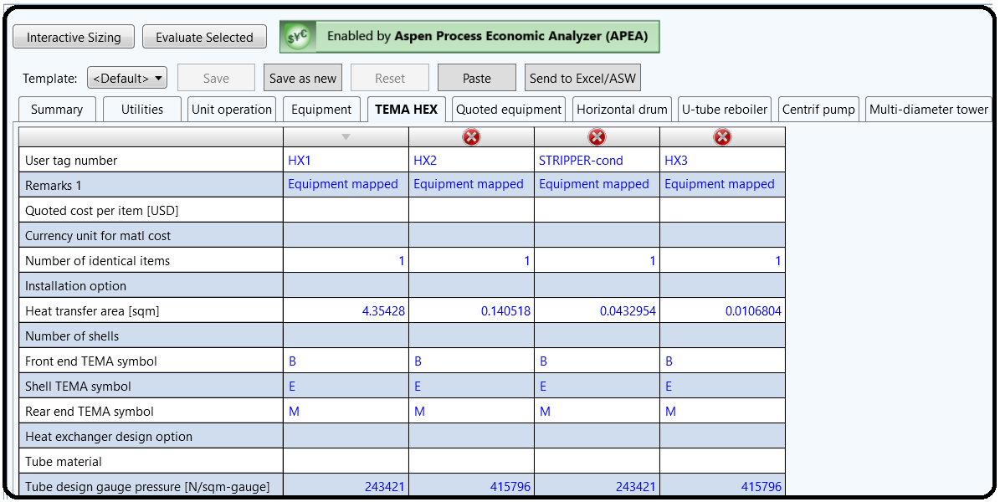 Interactive Sizing Evaluate Selected $¥€ Enabled by Aspen Process Economic Analyzer (APEA)
Template: <Default> Save Save as new Reset Paste Send to Excel/ASW
Summary Utilities Unit operation Equipment TEMA HEX Quoted equipment Horizontal drum U-tube reboiler Centrif pump Multi-diameter tower
User tag number HX1 HX2 STRIPPER-cond HX3
Remarks 1 Equipment mapped Equipment mapped Equipment mapped Equipment mapped
Quoted cost per item [USD]
Currency unit for matl cost
Number of identical items 1 1 1 1
Installation option
Heat transfer area [sqm] 4.35428 0.140518 0.0432954 0.0106804
Number of shells
Front end TEMA symbol B B B B
Shell TEMA symbol E E E E
Rear end TEMA symbol M M M M
Heat exchanger design option
Tube material
Tube design gauge pressure [N/sqm-gauge] 243421 415796 243421 415796